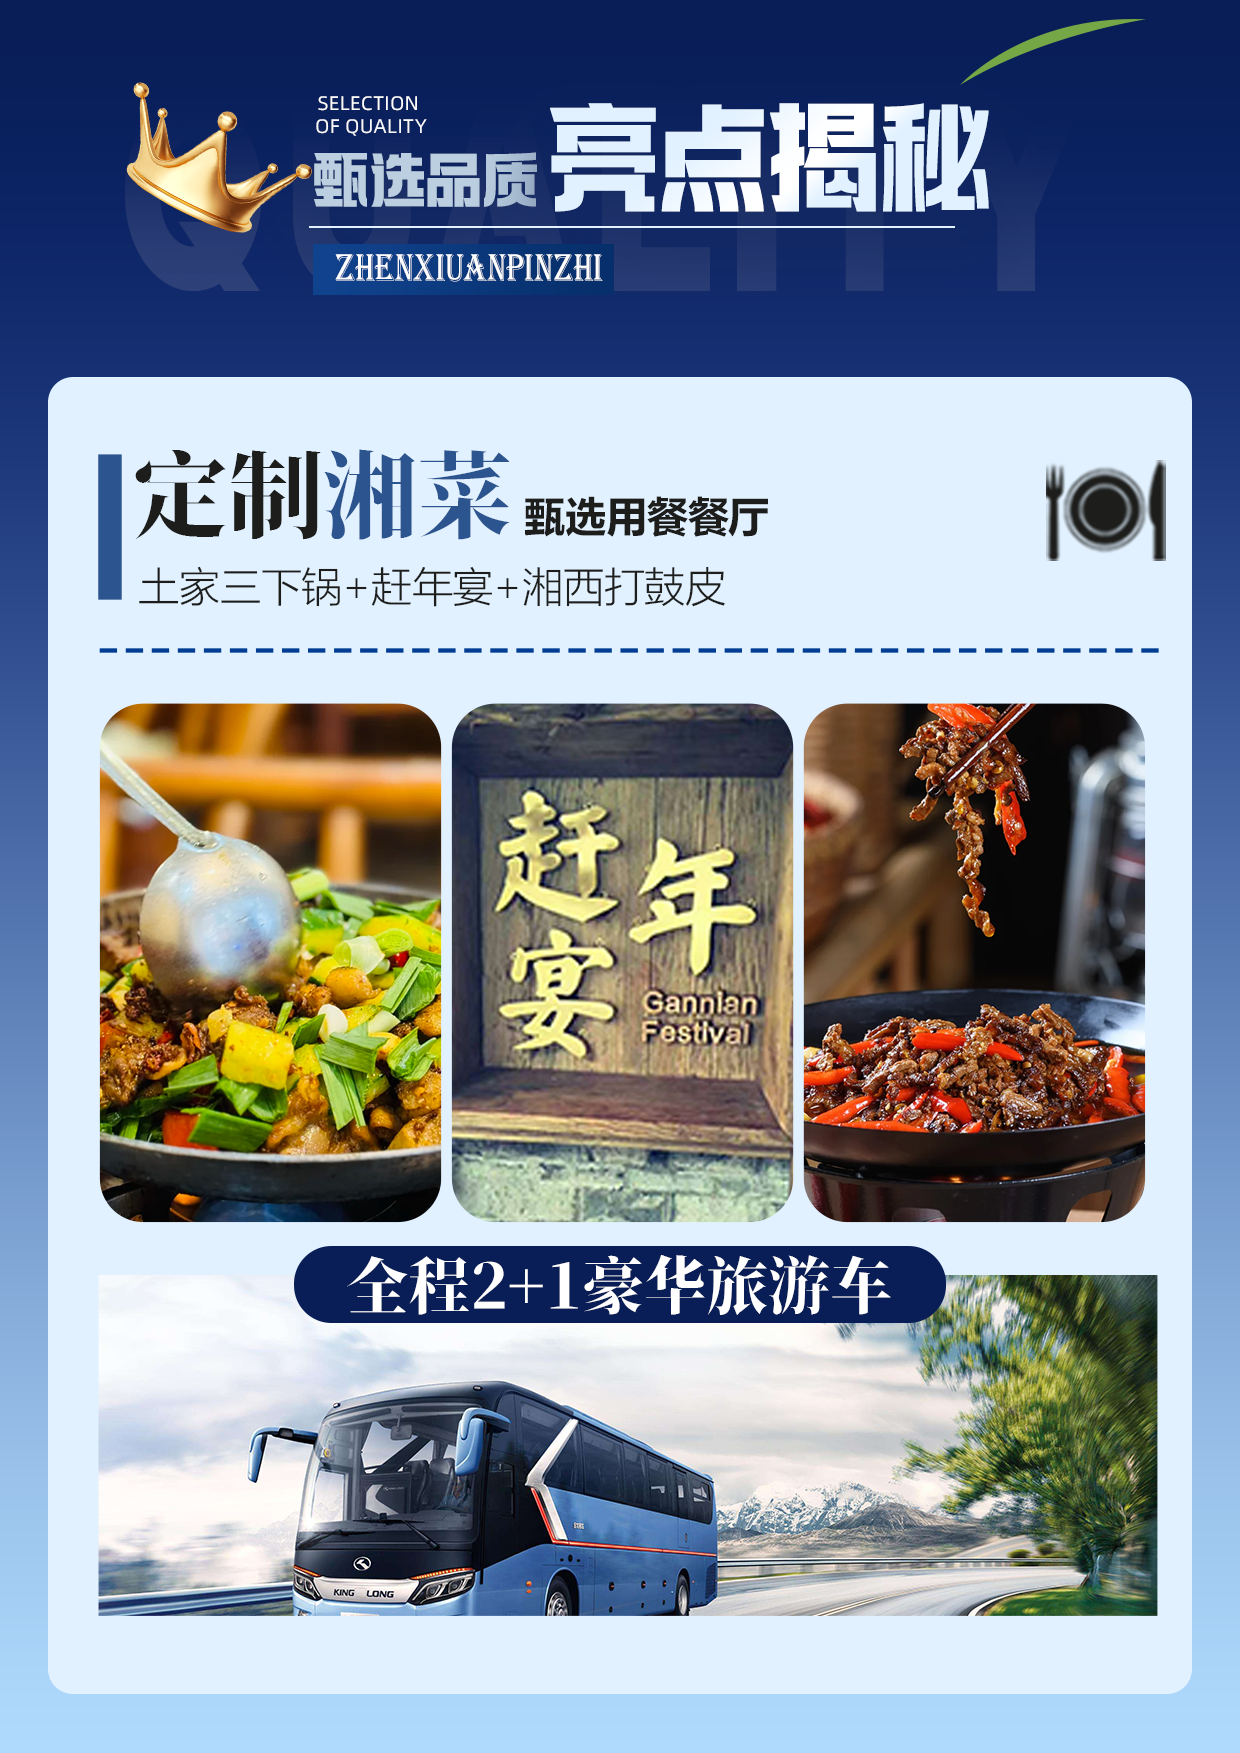 SELECTION
OF QUALITY
甄选品质 亮点揭秘
QUALITY
ZHENXIUANPINZHI
定制湘菜 甄选用餐餐厅
土家三下锅+赶年宴+湘西打鼓皮
赶年
宴
Gannian
Festival
全程2+1豪华旅游车
KING LONG